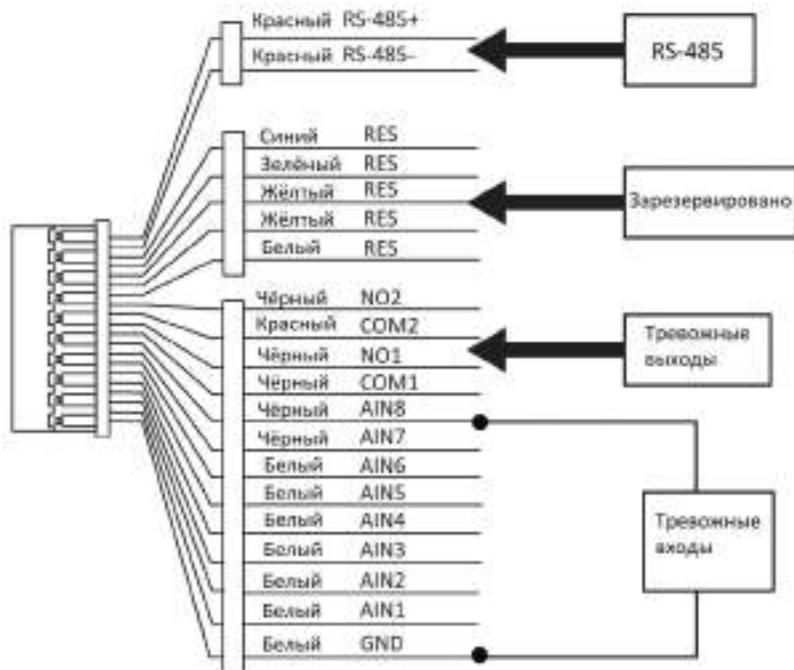 Красный RS-485+
Красный RS-485-
RS-485
Синий RES
Зелёный RES
Жёлтый RES
Жёлтый RES
Белый RES
Зарезервировано
Чёрный NO2
Красный COM2
Чёрный NO1
Чёрный COM1
Тревожные
выходы
Чёрный AIN8
Чёрный AIN7
Белый AIN6
Белый AIN5
Белый AIN4
Белый AIN3
Белый AIN2
Белый AIN1
Белый GND
Тревожные
входы